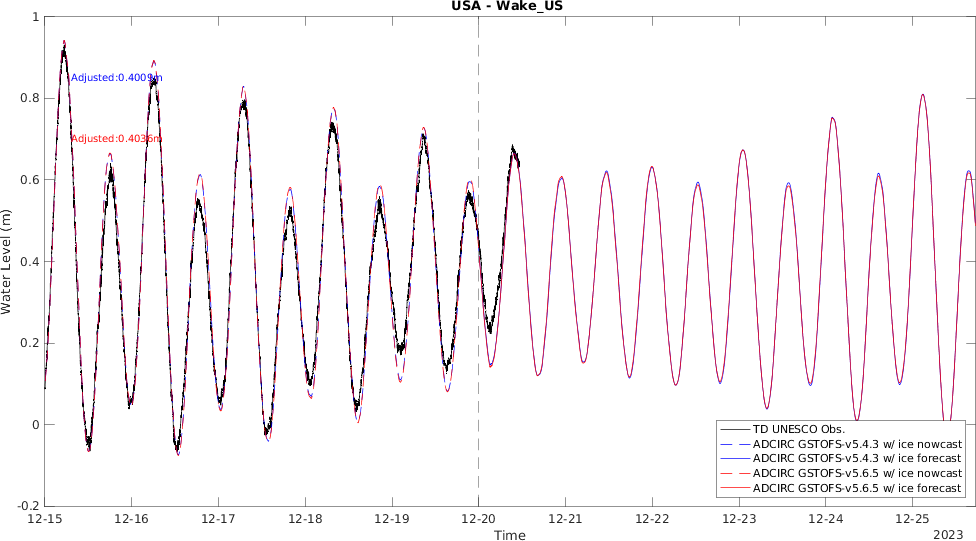 USA - Wake_US
Water Level (m)
1
0.8
0.6
0.4
0.2
0
-0.2
Adjusted:0.4009m
Adjusted:0.4036m
TD UNESCO Obs.
ADCIRC GSTOFS-v5.4.3 w/ ice nowcast
ADCIRC GSTOFS-v5.4.3 w/ ice forecast
ADCIRC GSTOFS-v5.6.5 w/ ice nowcast
ADCIRC GSTOFS-v5.6.5 w/ ice forecast
12-15 12-16 12-17 12-18 12-19 12-20 12-21 12-22 12-23 12-24 12-25
Time
2023